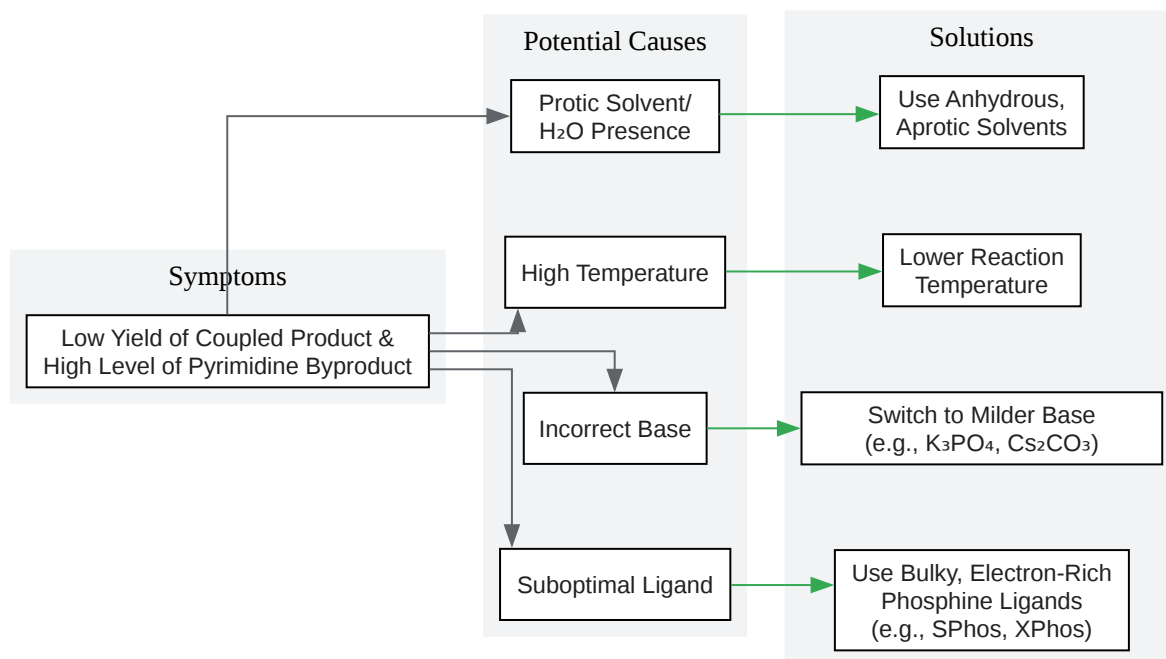 Symptoms
Low Yield of Coupled Product &
High Level of Pyrimidine Byproduct
Potential Causes
Protic Solvent/
H₂O Presence
High Temperature
Incorrect Base
Suboptimal Ligand
Solutions
Use Anhydrous,
Aprotic Solvents
Lower Reaction
Temperature
Switch to Milder Base
(e.g., K₃PO₄, Cs₂CO₃)
Use Bulky, Electron-Rich
Phosphine Ligands
(e.g., SPhos, XPhos)